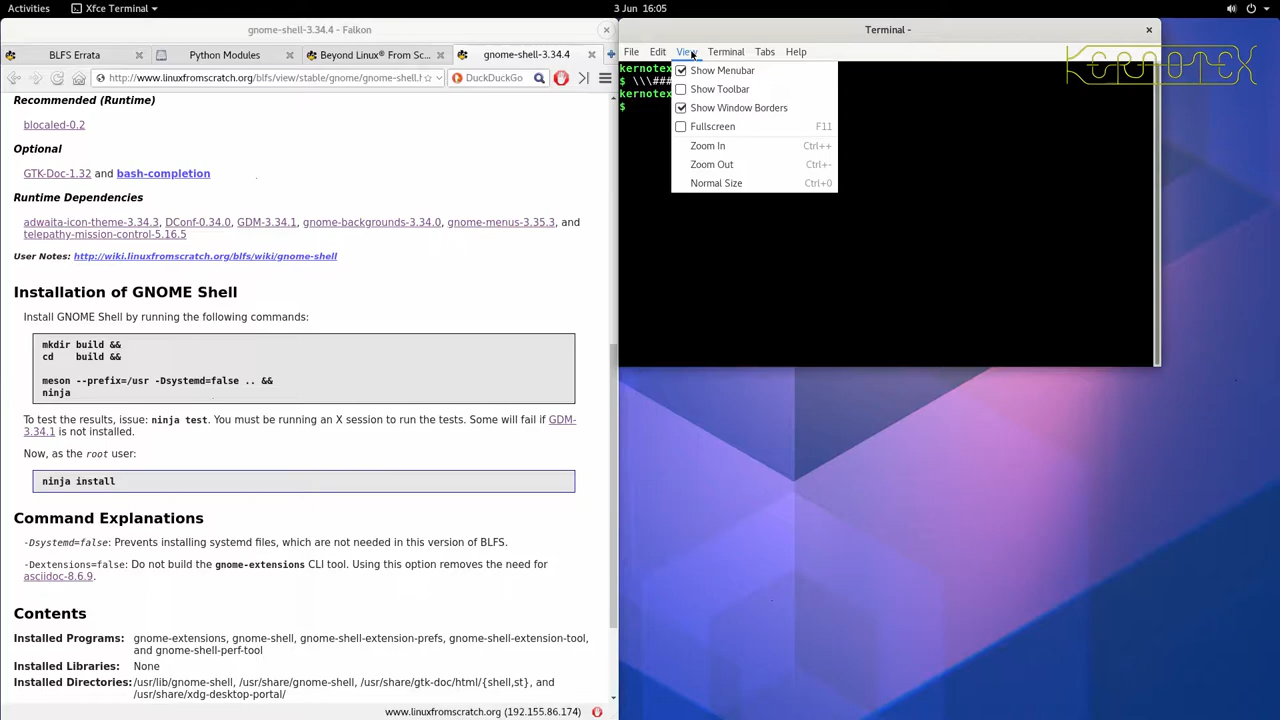 Activities
Xfce Terminal
3 Jun 16:05
gnome-shell-3.34.4 - Falkon
BLFS Errata
Python Modules
Beyond Linux® From Sc...
gnome-shell-3.34.4
http://www.linuxfromscratch.org/blfs/view/stable/gnome/gnome-shell.
DuckDuckGo
Recommended (Runtime)
blocaled-0.2
Optional
GTK-Doc-1.32 and bash-completion
Runtime Dependencies
adwaita-icon-theme-3.34.3, DConf-0.34.0, GDM-3.34.1, gnome-backgrounds-3.34.0, gnome-menus-3.35.3, and
telepathy-mission-control-5.16.5
User Notes: http://wiki.linuxfromscratch.org/blfs/wiki/gnome-shell
Installation of GNOME Shell
Install GNOME Shell by running the following commands:
mkdir build &&
cd    build &&
meson --prefix=/usr -Dsystemd=false .. &&
ninja
To test the results, issue: ninja test. You must be running an X session to run the tests. Some will fail if GDM-
3.34.1 is not installed.
Now, as the root user:
ninja install
Command Explanations
-Dsystemd=false: Prevents installing systemd files, which are not needed in this version of BLFS.
-Dextensions=false: Do not build the gnome-extensions CLI tool. Using this option removes the need for
asciidoc-8.6.9.
Contents
Installed Programs: gnome-extensions, gnome-shell, gnome-shell-extension-prefs, gnome-shell-extension-tool,
and gnome-shell-perf-tool
Installed Libraries: None
Installed Directories: /usr/lib/gnome-shell, /usr/share/gnome-shell, /usr/share/gtk-doc/html/{shell,st}, and
/usr/share/xdg-desktop-portal/
www.linuxfromscratch.org (192.155.86.174)
Terminal -
File Edit View Terminal Tabs Help
kernotex
$ \\\###
kernotex
$
Show Menubar
Show Toolbar
Show Window Borders
Fullscreen F11
Zoom In Ctrl++
Zoom Out Ctrl+-
Normal Size Ctrl+0
KERNOTEX